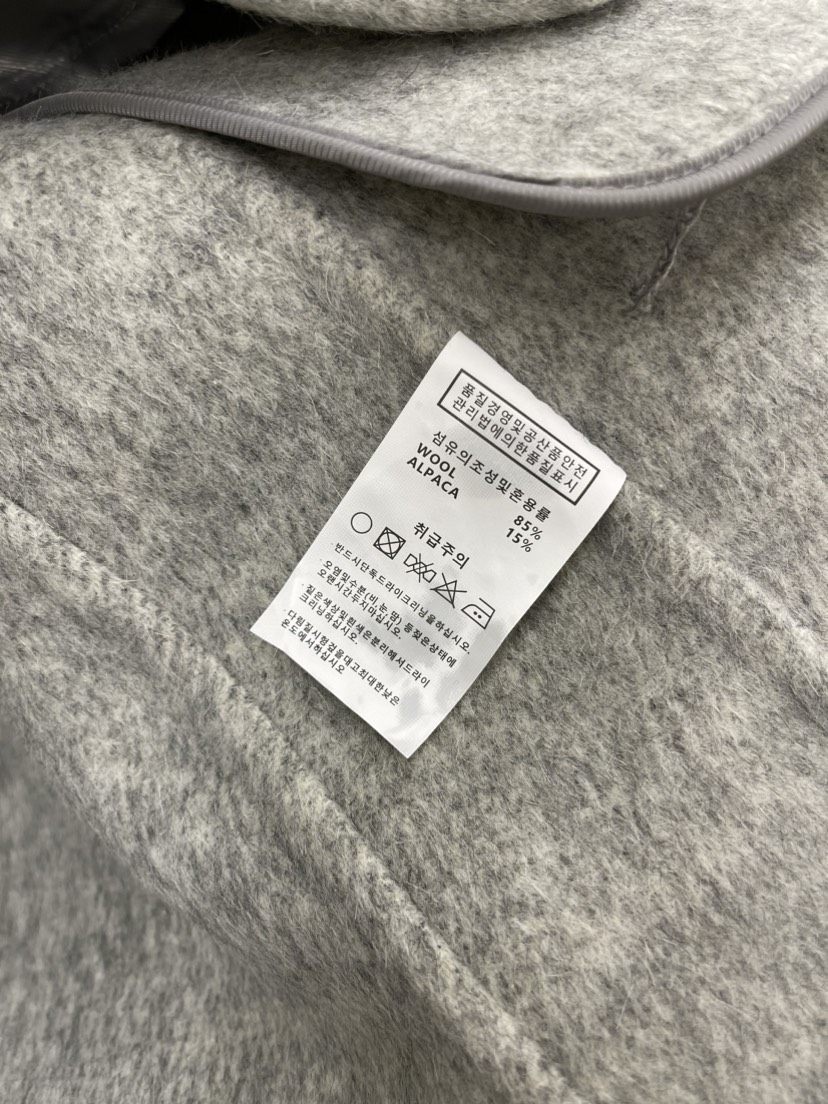 품질경영및공산품안전
관리법에의한품질표시
섬유의조성및혼용률
WOOL 85%
ALPACA 15%
취급주의
· 반드시단독드라이크리닝을하십시오.
· 오염및수분(비,눈,땀) 등젖은상태에
오랜시간두지마십시오.
· 짙은색상및흰색은분리해서드라이
크리닝하십시오.
· 다림질시헝겊을대고최대한낮은
온도에서하십시오